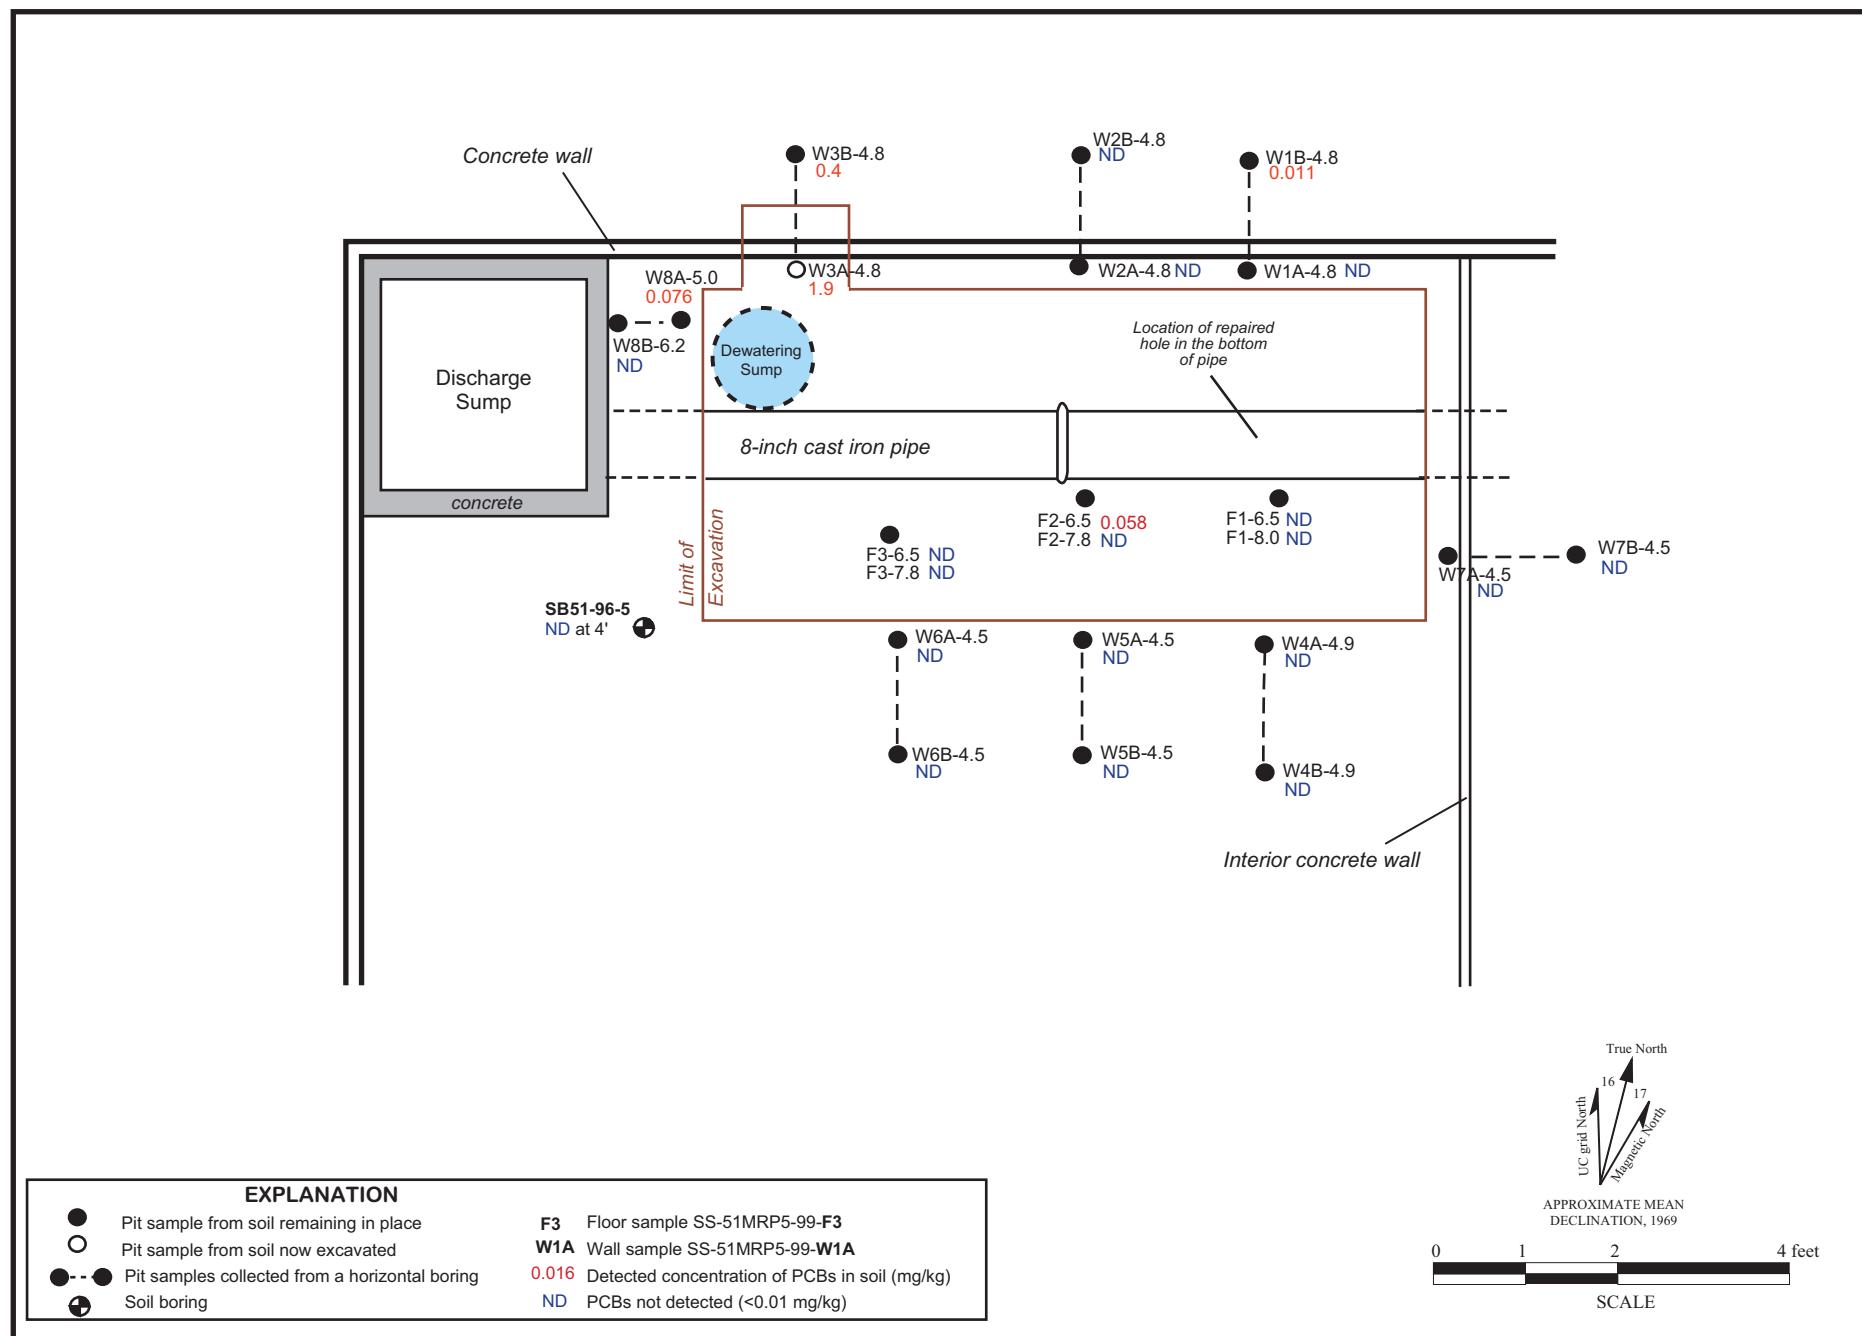 Concrete wall
W3B-4.8
0.4
W2B-4.8
ND
W1B-4.8
0.011
W8A-5.0
0.076
W3A-4.8
1.9
W2A-4.8 ND
W1A-4.8 ND
W8B-6.2
ND
Dewatering
Sump
Location of repaired
hole in the bottom
of pipe
Discharge
Sump
concrete
8-inch cast iron pipe
Limit of
Excavation
F2-6.5 0.058
F2-7.8 ND
F1-6.5 ND
F1-8.0 ND
F3-6.5 ND
F3-7.8 ND
W7A-4.5
ND
W7B-4.5
ND
SB51-96-5
ND at 4'
W6A-4.5
ND
W5A-4.5
ND
W4A-4.9
ND
W6B-4.5
ND
W5B-4.5
ND
W4B-4.9
ND
Interior concrete wall
True North
16
17
UC grid North
Magnetic North
APPROXIMATE MEAN
DECLINATION, 1969
0 1 2 4 feet
SCALE
EXPLANATION
Pit sample from soil remaining in place
Pit sample from soil now excavated
Pit samples collected from a horizontal boring
Soil boring
F3 Floor sample SS-51MRP5-99-F3
W1A Wall sample SS-51MRP5-99-W1A
0.016 Detected concentration of PCBs in soil (mg/kg)
ND PCBs not detected (<0.01 mg/kg)